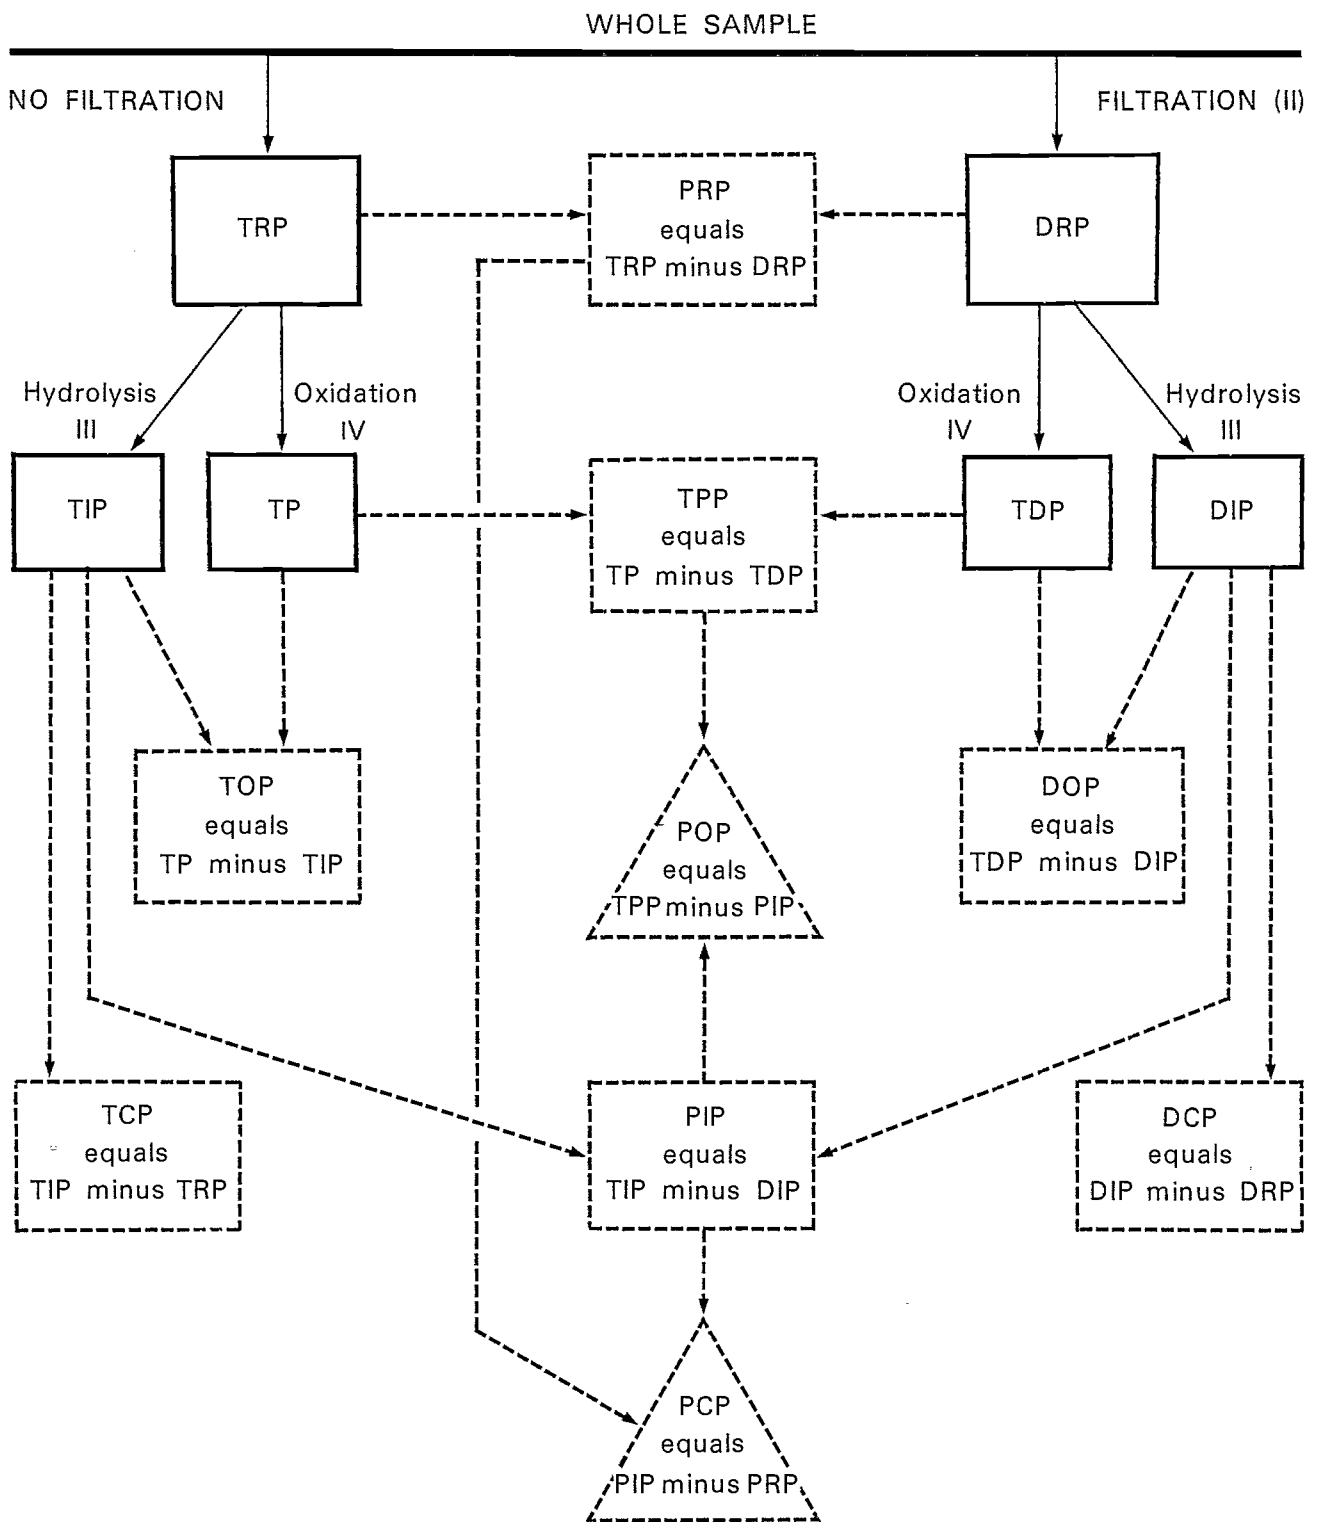 WHOLE SAMPLE
NO FILTRATION
FILTRATION (II)
TRP
PRP
equals
TRP minus DRP
DRP
Hydrolysis
III
Oxidation
IV
Oxidation
IV
Hydrolysis
III
TIP
TP
TPP
equals
TP minus TDP
TDP
DIP
TOP
equals
TP minus TIP
POP
equals
TPP minus PIP
DOP
equals
TDP minus DIP
TCP
equals
TIP minus TRP
PIP
equals
TIP minus DIP
DCP
equals
DIP minus DRP
PCP
equals
PIP minus PRP